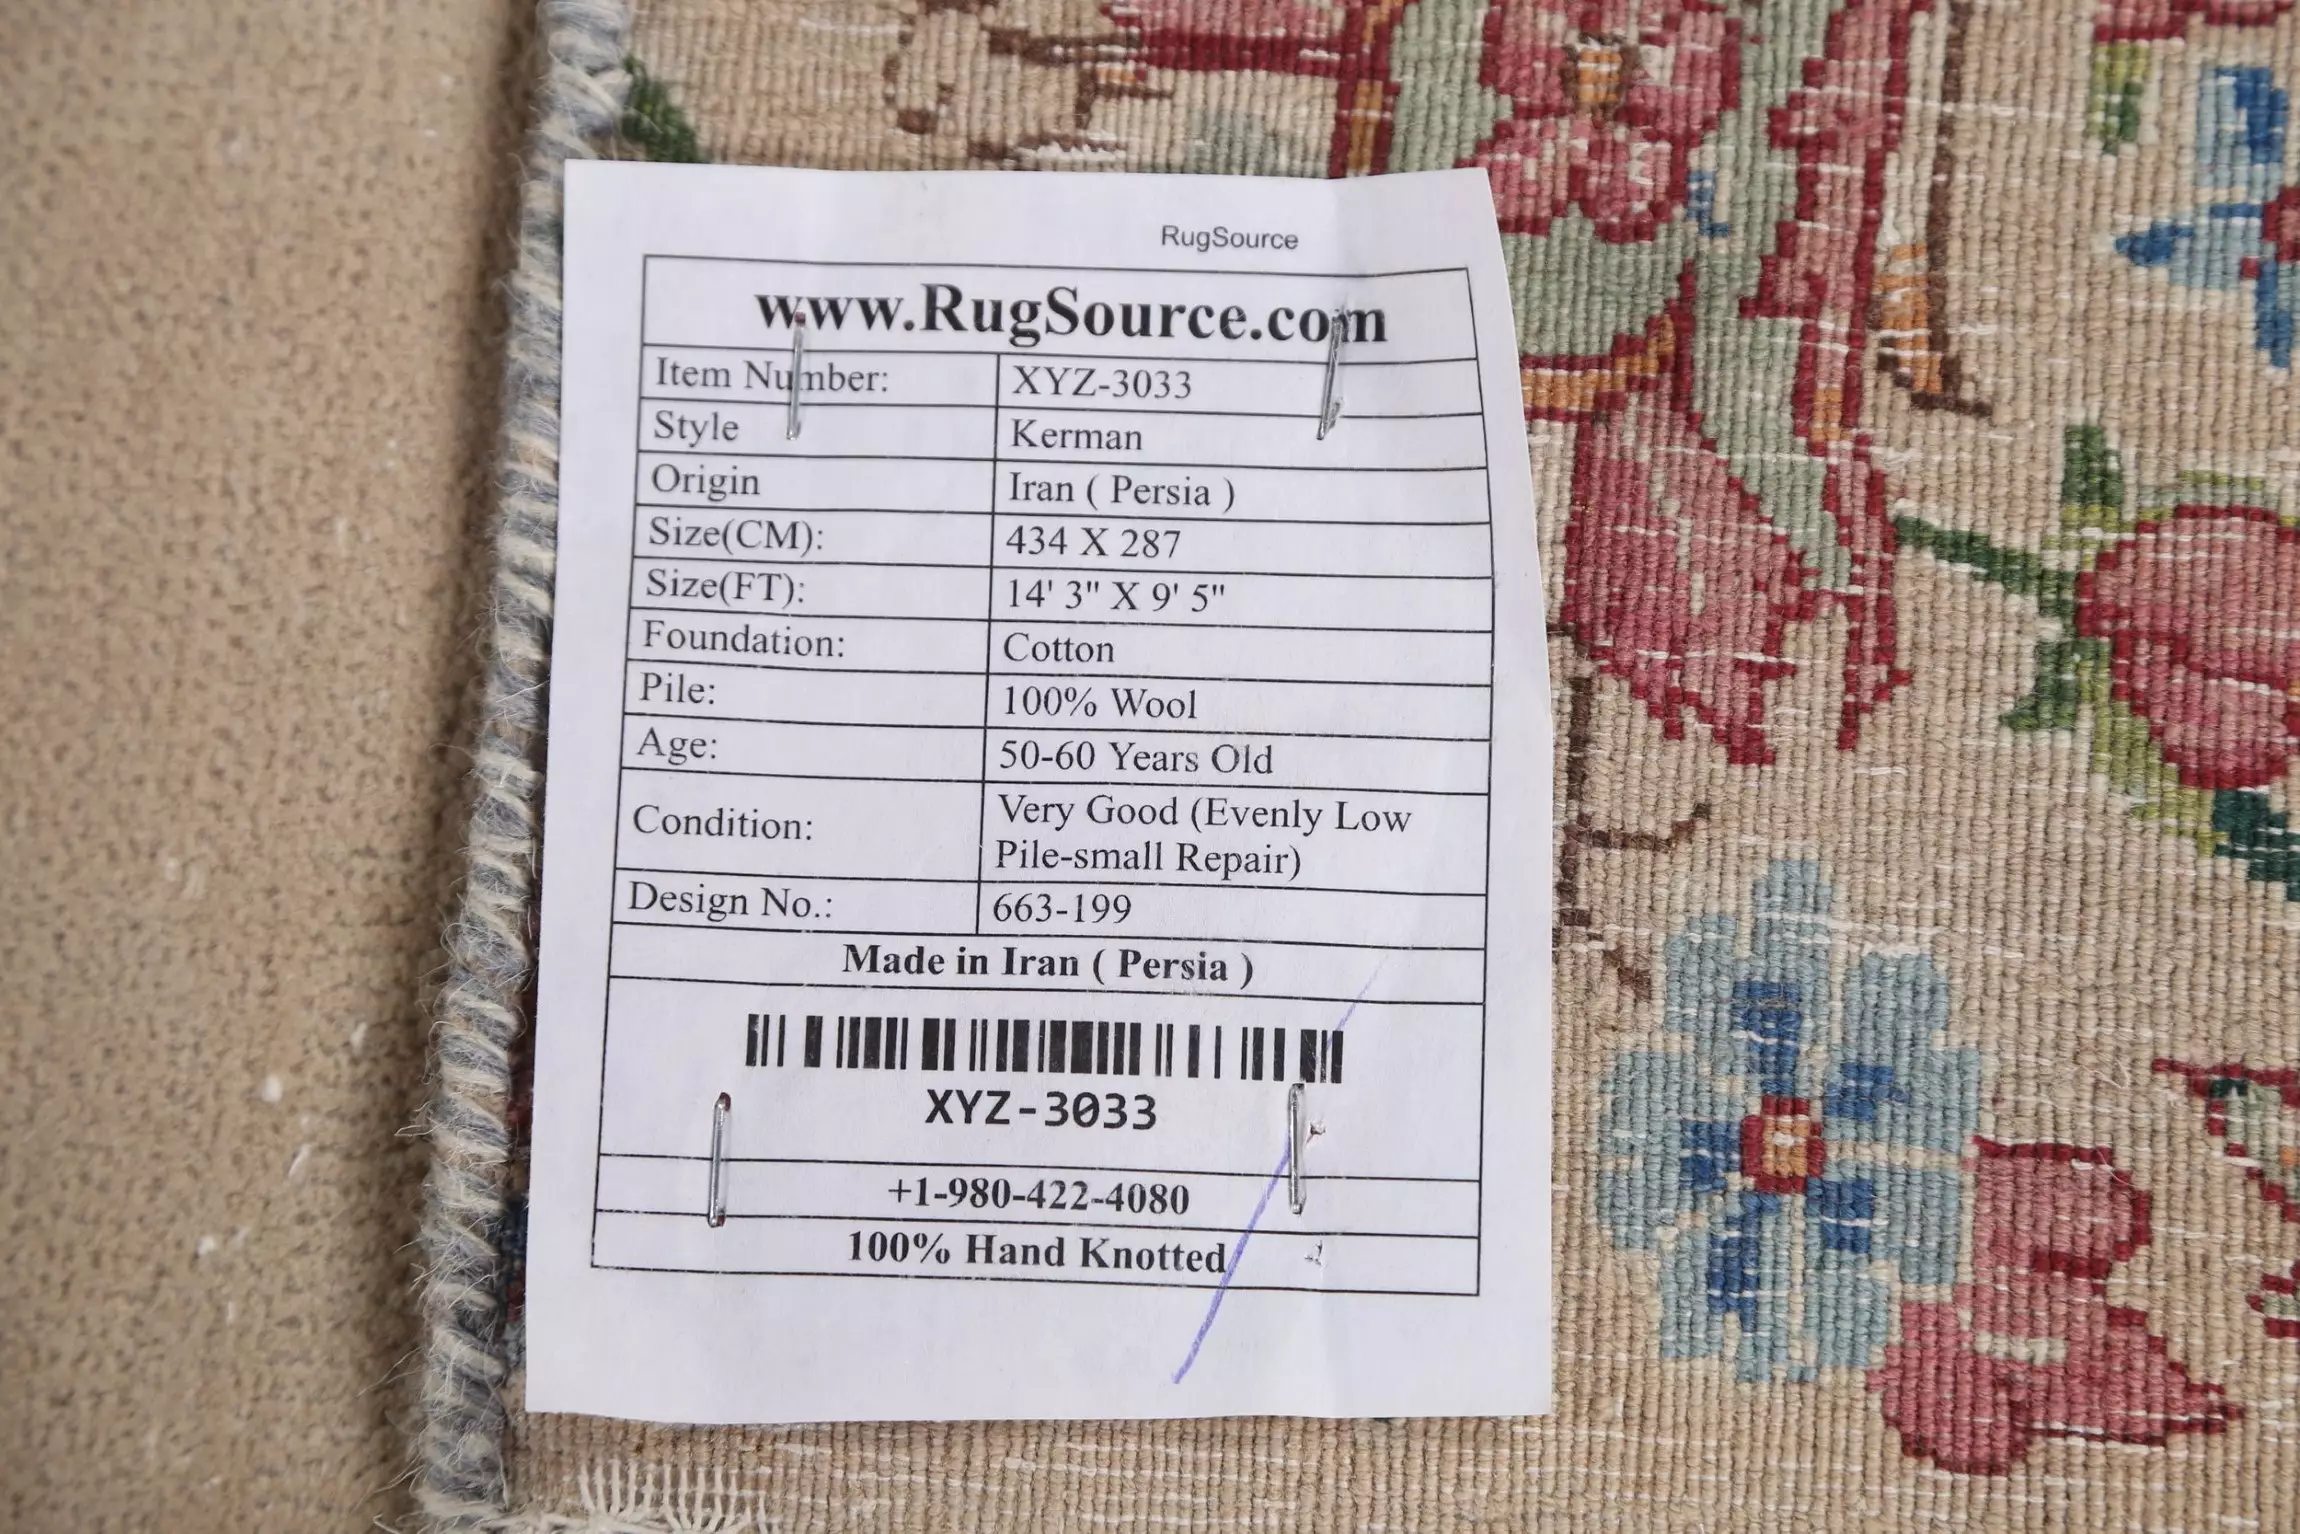 RugSource
www.RugSource.com
Item Number: XYZ-3033
Style Kerman
Origin Iran ( Persia )
Size(CM): 434 X 287
Size(FT): 14' 3" X 9' 5"
Foundation: Cotton
Pile: 100% Wool
Age: 50-60 Years Old
Condition: Very Good (Evenly Low
Pile-small Repair)
Design No.: 663-199
Made in Iran ( Persia )
XYZ-3033
+1-980-422-4080
100% Hand Knotted